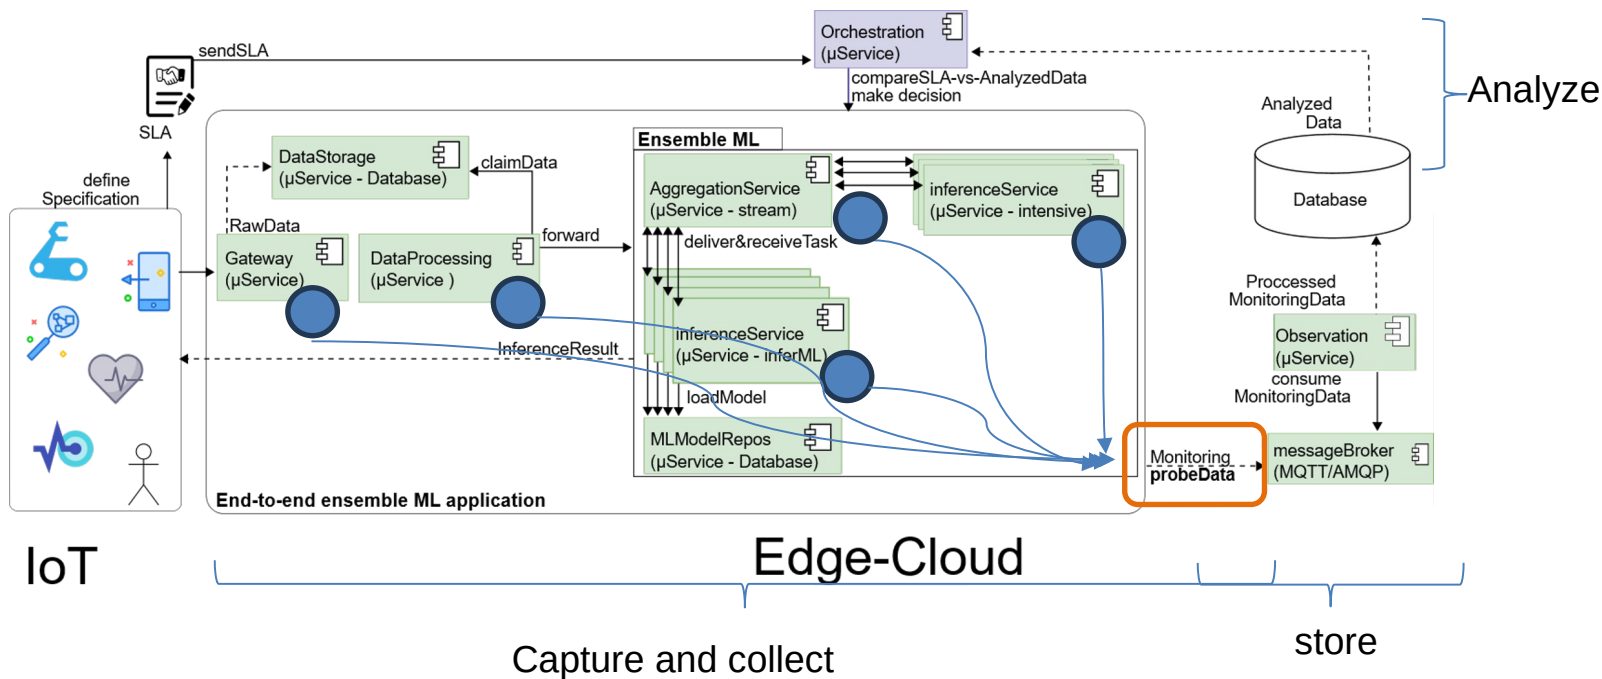 Orchestration
(µService)
sendSLA
compareSLA-vs-AnalyzedData
make decision
Analyze
SLA
Analyzed
Data
define
Specification
DataStorage
(µService - Database)
claimData
Ensemble ML
AggregationService
(µService - stream)
inferenceService
(µService - intensive)
Database
RawData
Gateway
(µService)
DataProcessing
(µService )
forward
deliver&receiveTask
Proccessed
MonitoringData
inferenceService
(µService - inferML)
InferenceResult
Observation
(µService)
consume
MonitoringData
loadModel
MLModelRepos
(µService - Database)
Monitoring
probeData
messageBroker
(MQTT/AMQP)
End-to-end ensemble ML application
IoT
Edge-Cloud
store
Capture and collect